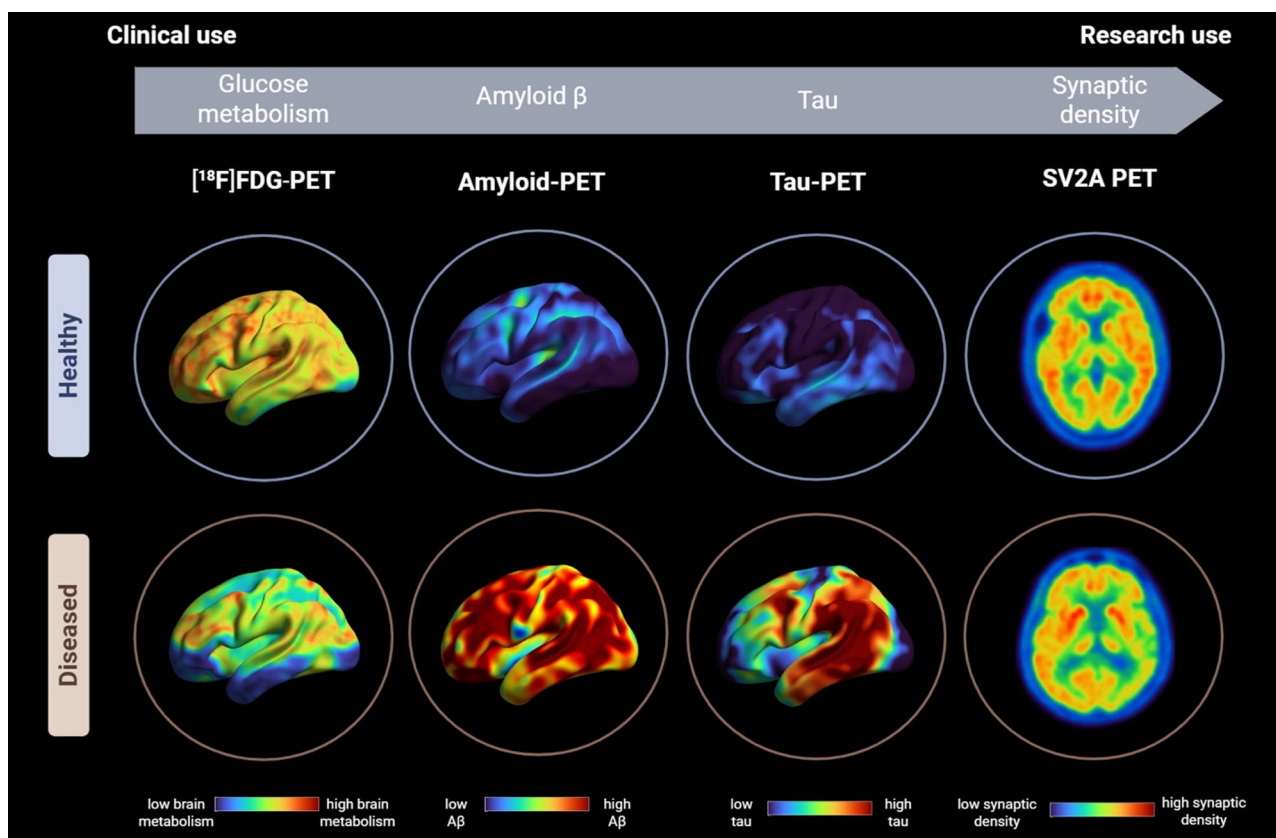 Clinical use
Research use
Glucose
metabolism
Amyloid β
Tau
Synaptic
density
[¹⁸F]FDG-PET
Amyloid-PET
Tau-PET
SV2A PET
Healthy
Diseased
low brain
metabolism
high brain
metabolism
low
Aβ
high
Aβ
low
tau
high
tau
low synaptic
density
high synaptic
density